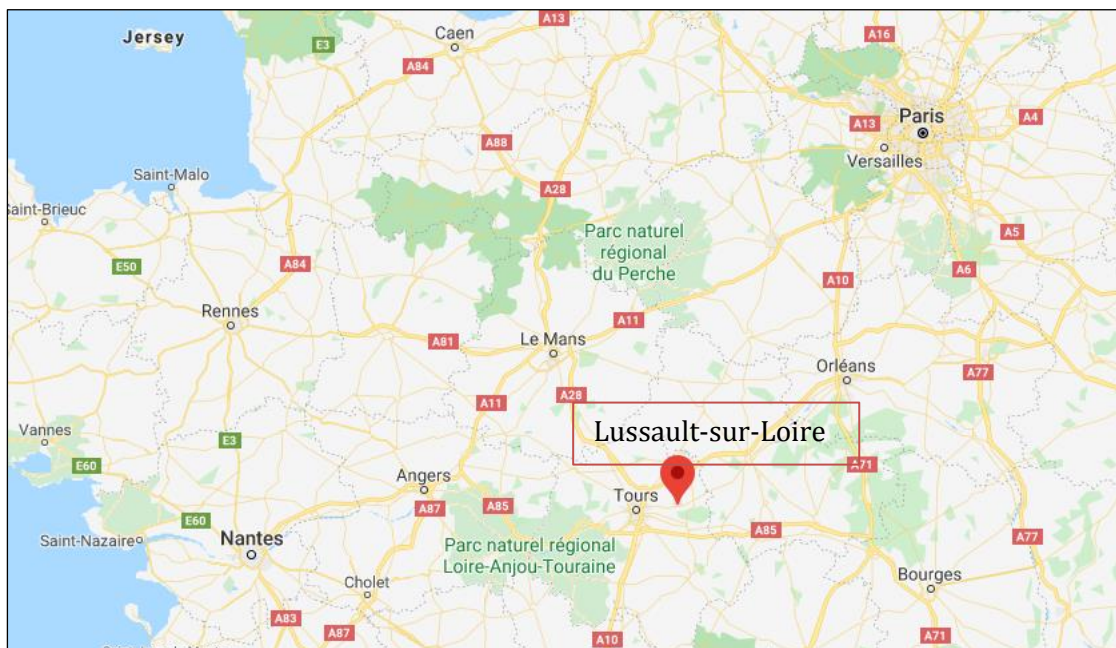 A13
Caen
A16
Jersey
E3
A84
Paris
A13
A4
A88
Versailles
Saint-Malo
A28
Saint-Brieuc
Parc naturel
régional
du Perche
A5
E50
A84
A6
A10
Rennes
A11
Le Mans
A81
Orléans
A77
A28
A11
Lussault-sur-Loire
Vannes
E3
E60
A71
Angers
A85
A87
Tours
E60
A85
Saint-Nazaire
Nantes
Parc naturel régional
Loire-Anjou-Touraine
A77
Cholet
Bourges
A83
A87
A10
A71